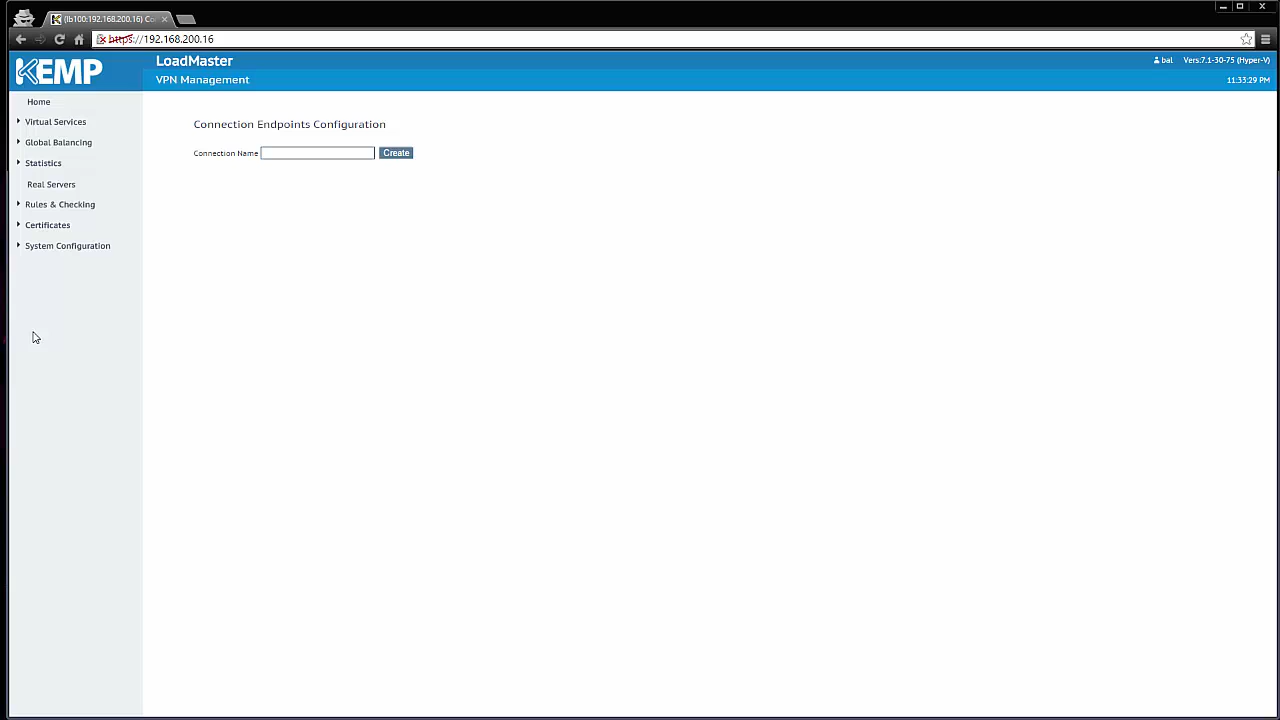 (lb100:192.168.200.16) Co
https://192.168.200.16
KEMP
LoadMaster
bal
Vers:7.1-30-75 (Hyper-V)
VPN Management
11:33:29 PM
Home
Virtual Services
Global Balancing
Statistics
Real Servers
Rules & Checking
Certificates
System Configuration
Connection Endpoints Configuration
Connection Name
Create